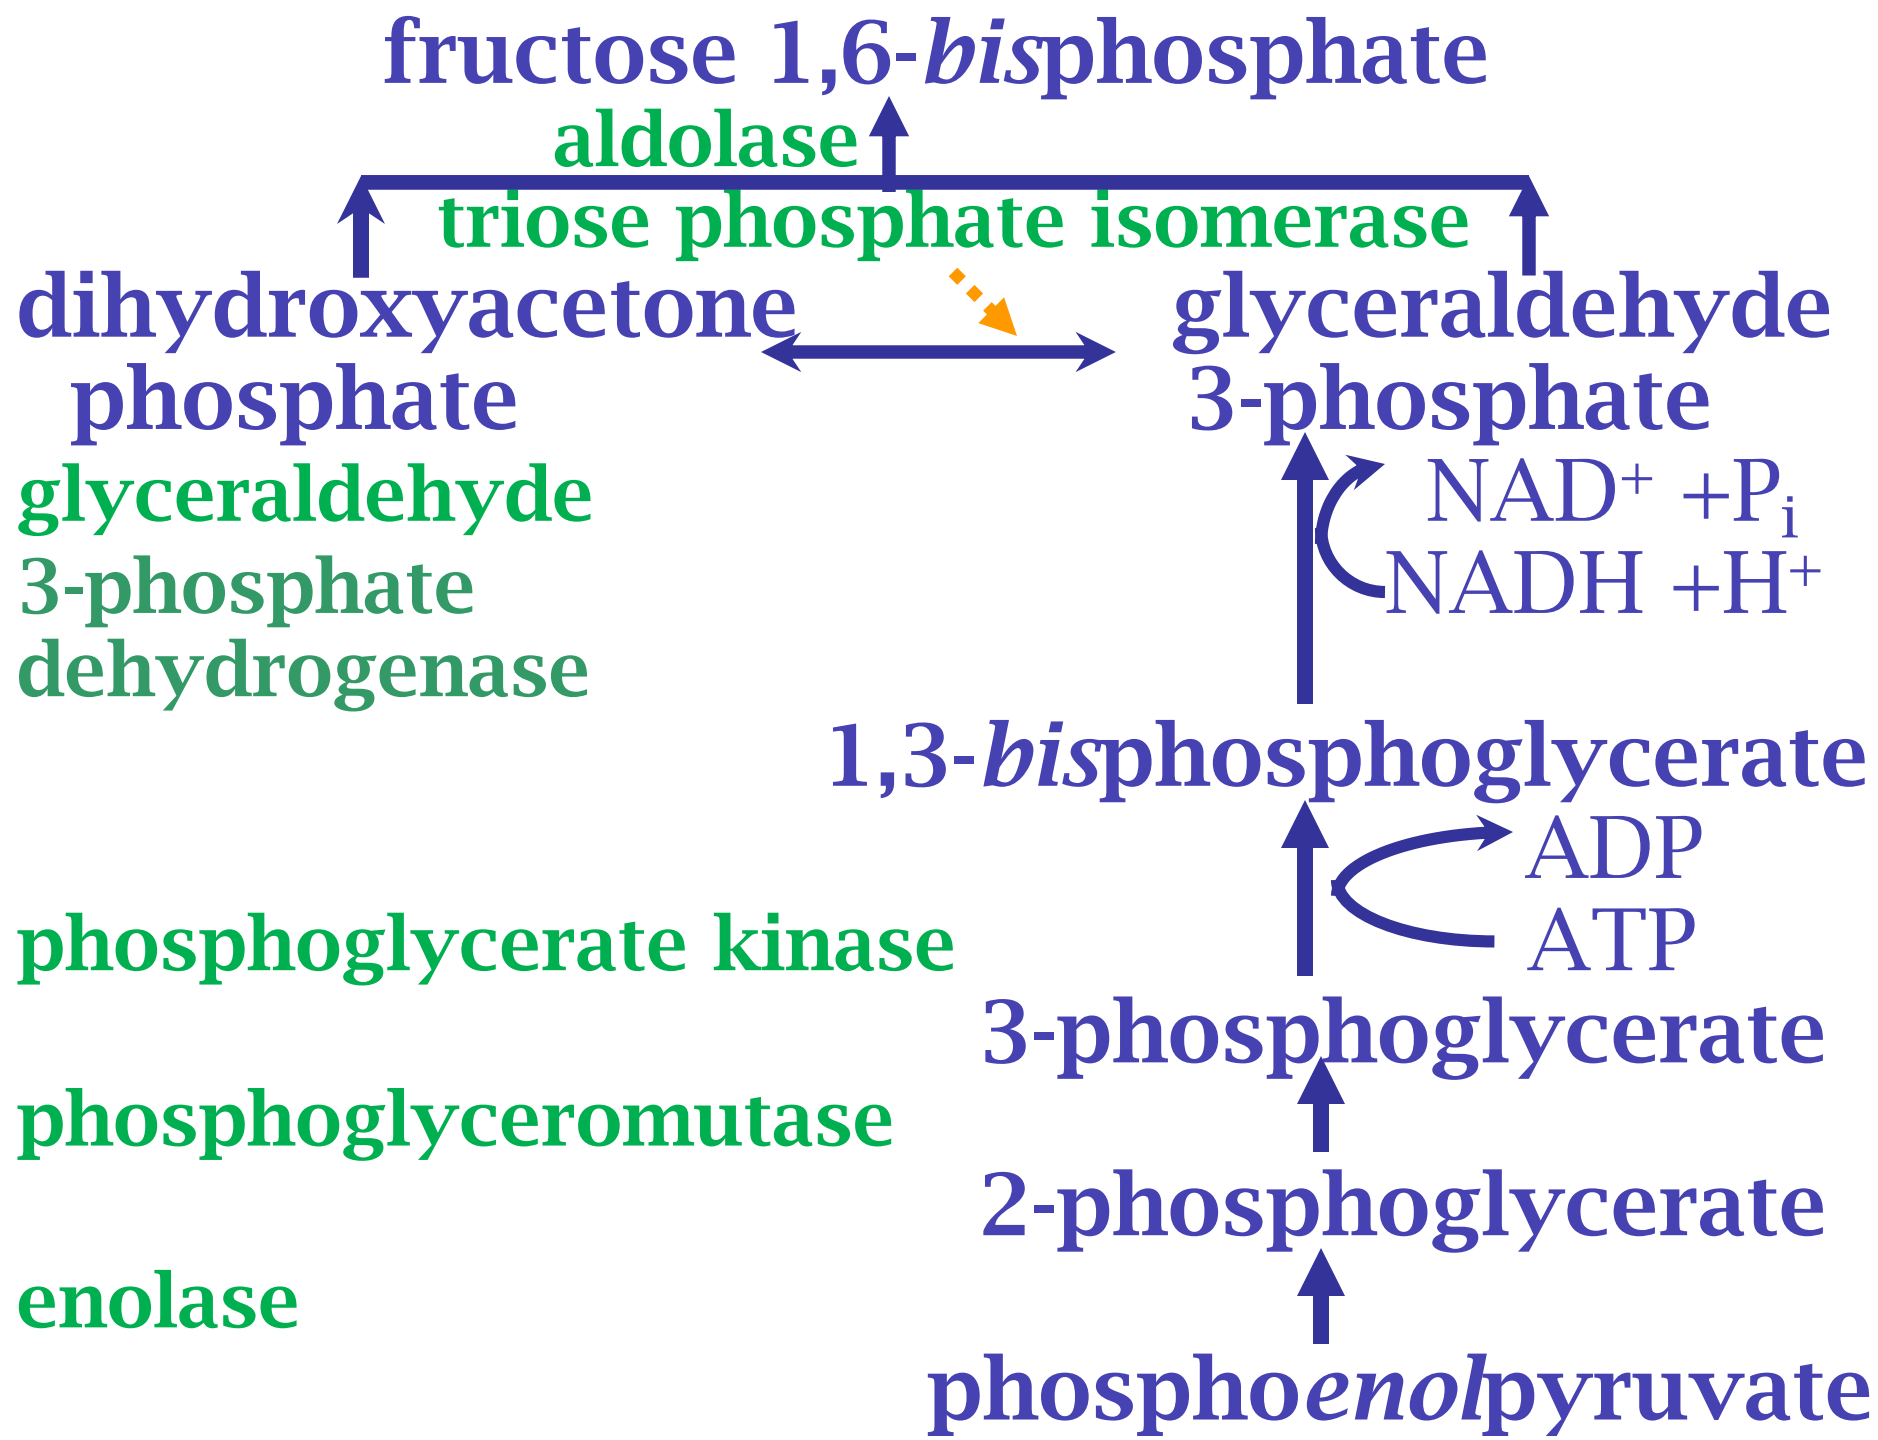 fructose 1,6-bisphosphate
aldolase
triose phosphate isomerase
dihydroxyacetone
phosphate
glyceraldehyde
3-phosphate
glyceraldehyde
3-phosphate
dehydrogenase
NAD⁺ +Pᵢ
NADH +H⁺
1,3-bisphosphoglycerate
ADP
ATP
phosphoglycerate kinase
3-phosphoglycerate
phosphoglyceromutase
2-phosphoglycerate
enolase
phosphoenolpyruvate